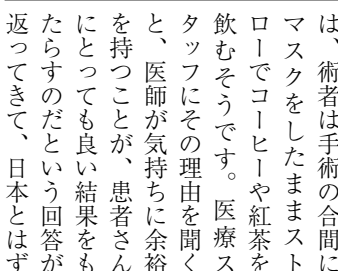 は、術者は手術の合間に
マスクをしたままスト
ローでコーヒーや紅茶を
飲むそうです。医療ス
タッフにその理由を聞く
と、医師が気持ちに余裕
を持つことが、患者さん
にとっても良い結果をも
たらすのだという回答が
返ってきて、日本とはず